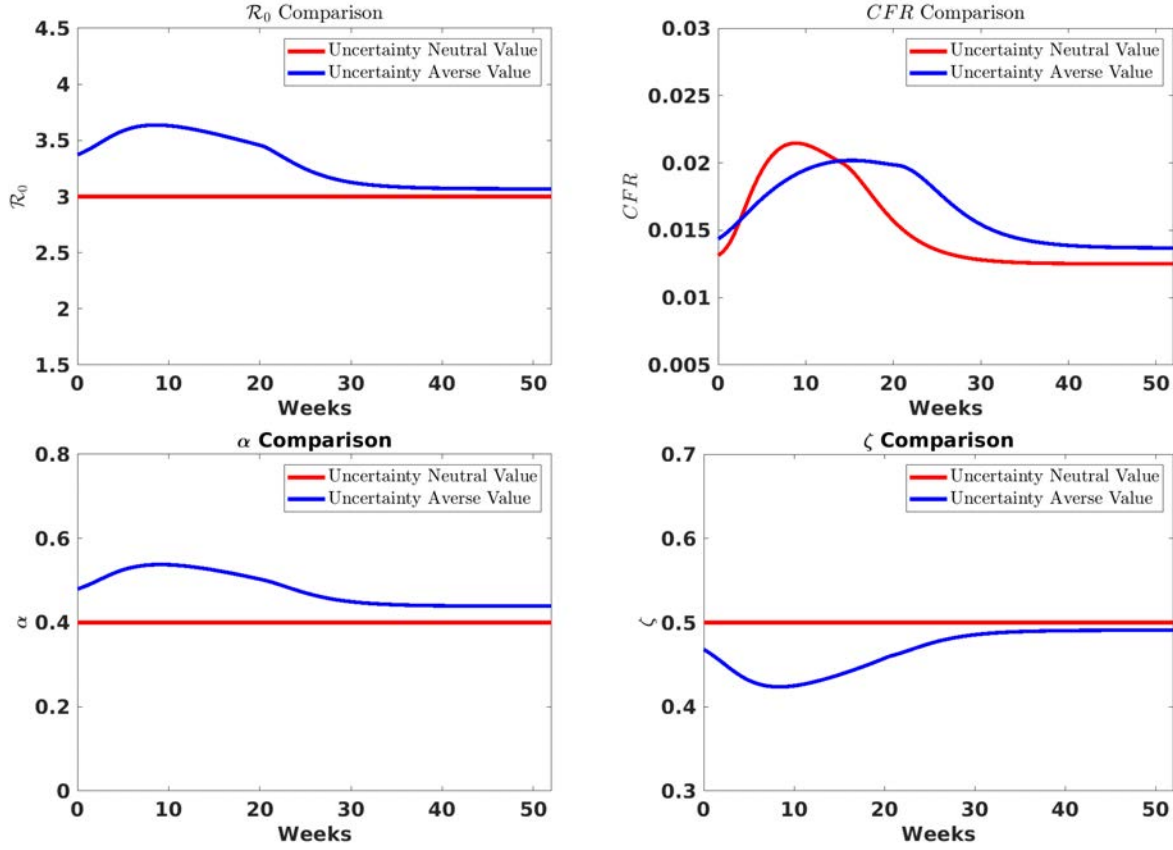 R₀ Comparison
4.5
4
3.5
3
2.5
2
1.5
R₀
Uncertainty Neutral Value
Uncertainty Averse Value
0 10 20 30 40 50
Weeks
CFR Comparison
0.03
0.025
0.02
0.015
0.01
0.005
CFR
Uncertainty Neutral Value
Uncertainty Averse Value
0 10 20 30 40 50
Weeks
α Comparison
0.8
0.6
0.4
0.2
0
α
Uncertainty Neutral Value
Uncertainty Averse Value
0 10 20 30 40 50
Weeks
ζ Comparison
0.7
0.6
0.5
0.4
0.3
ζ
Uncertainty Neutral Value
Uncertainty Averse Value
0 10 20 30 40 50
Weeks